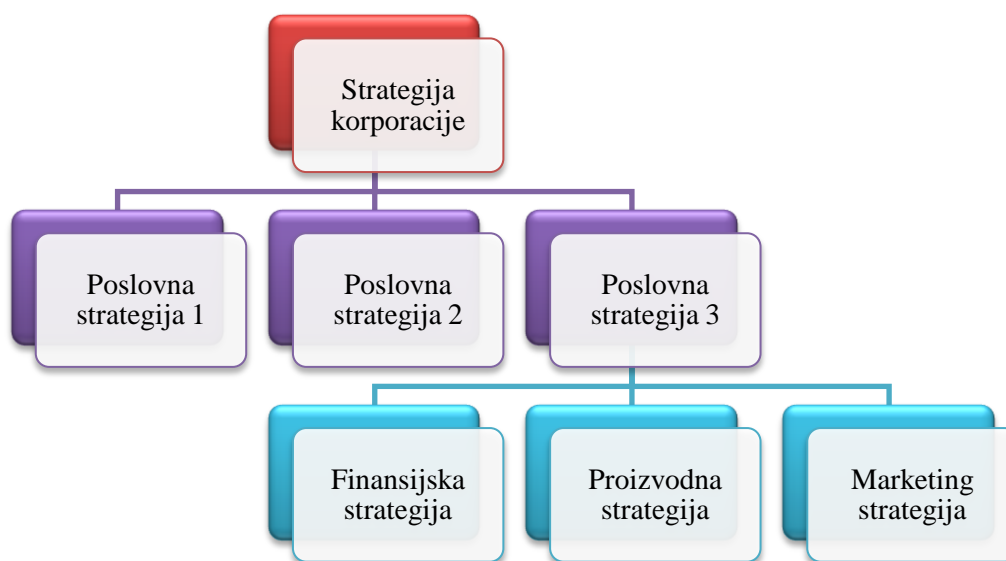 Strategija
korporacije
Poslovna
strategija 1
Poslovna
strategija 2
Poslovna
strategija 3
Finansijska
strategija
Proizvodna
strategija
Marketing
strategija